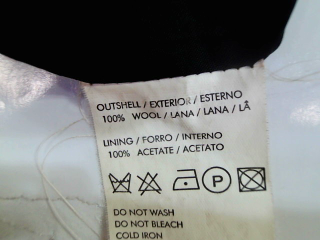 OUTSHELL / EXTERIOR / ESTERNO
100% WOOL / LANA / LANA / LÃ
LINING / FORRO / INTERNO
100% ACETATE / ACETATO
P
DO NOT WASH
DO NOT BLEACH
COLD IRON